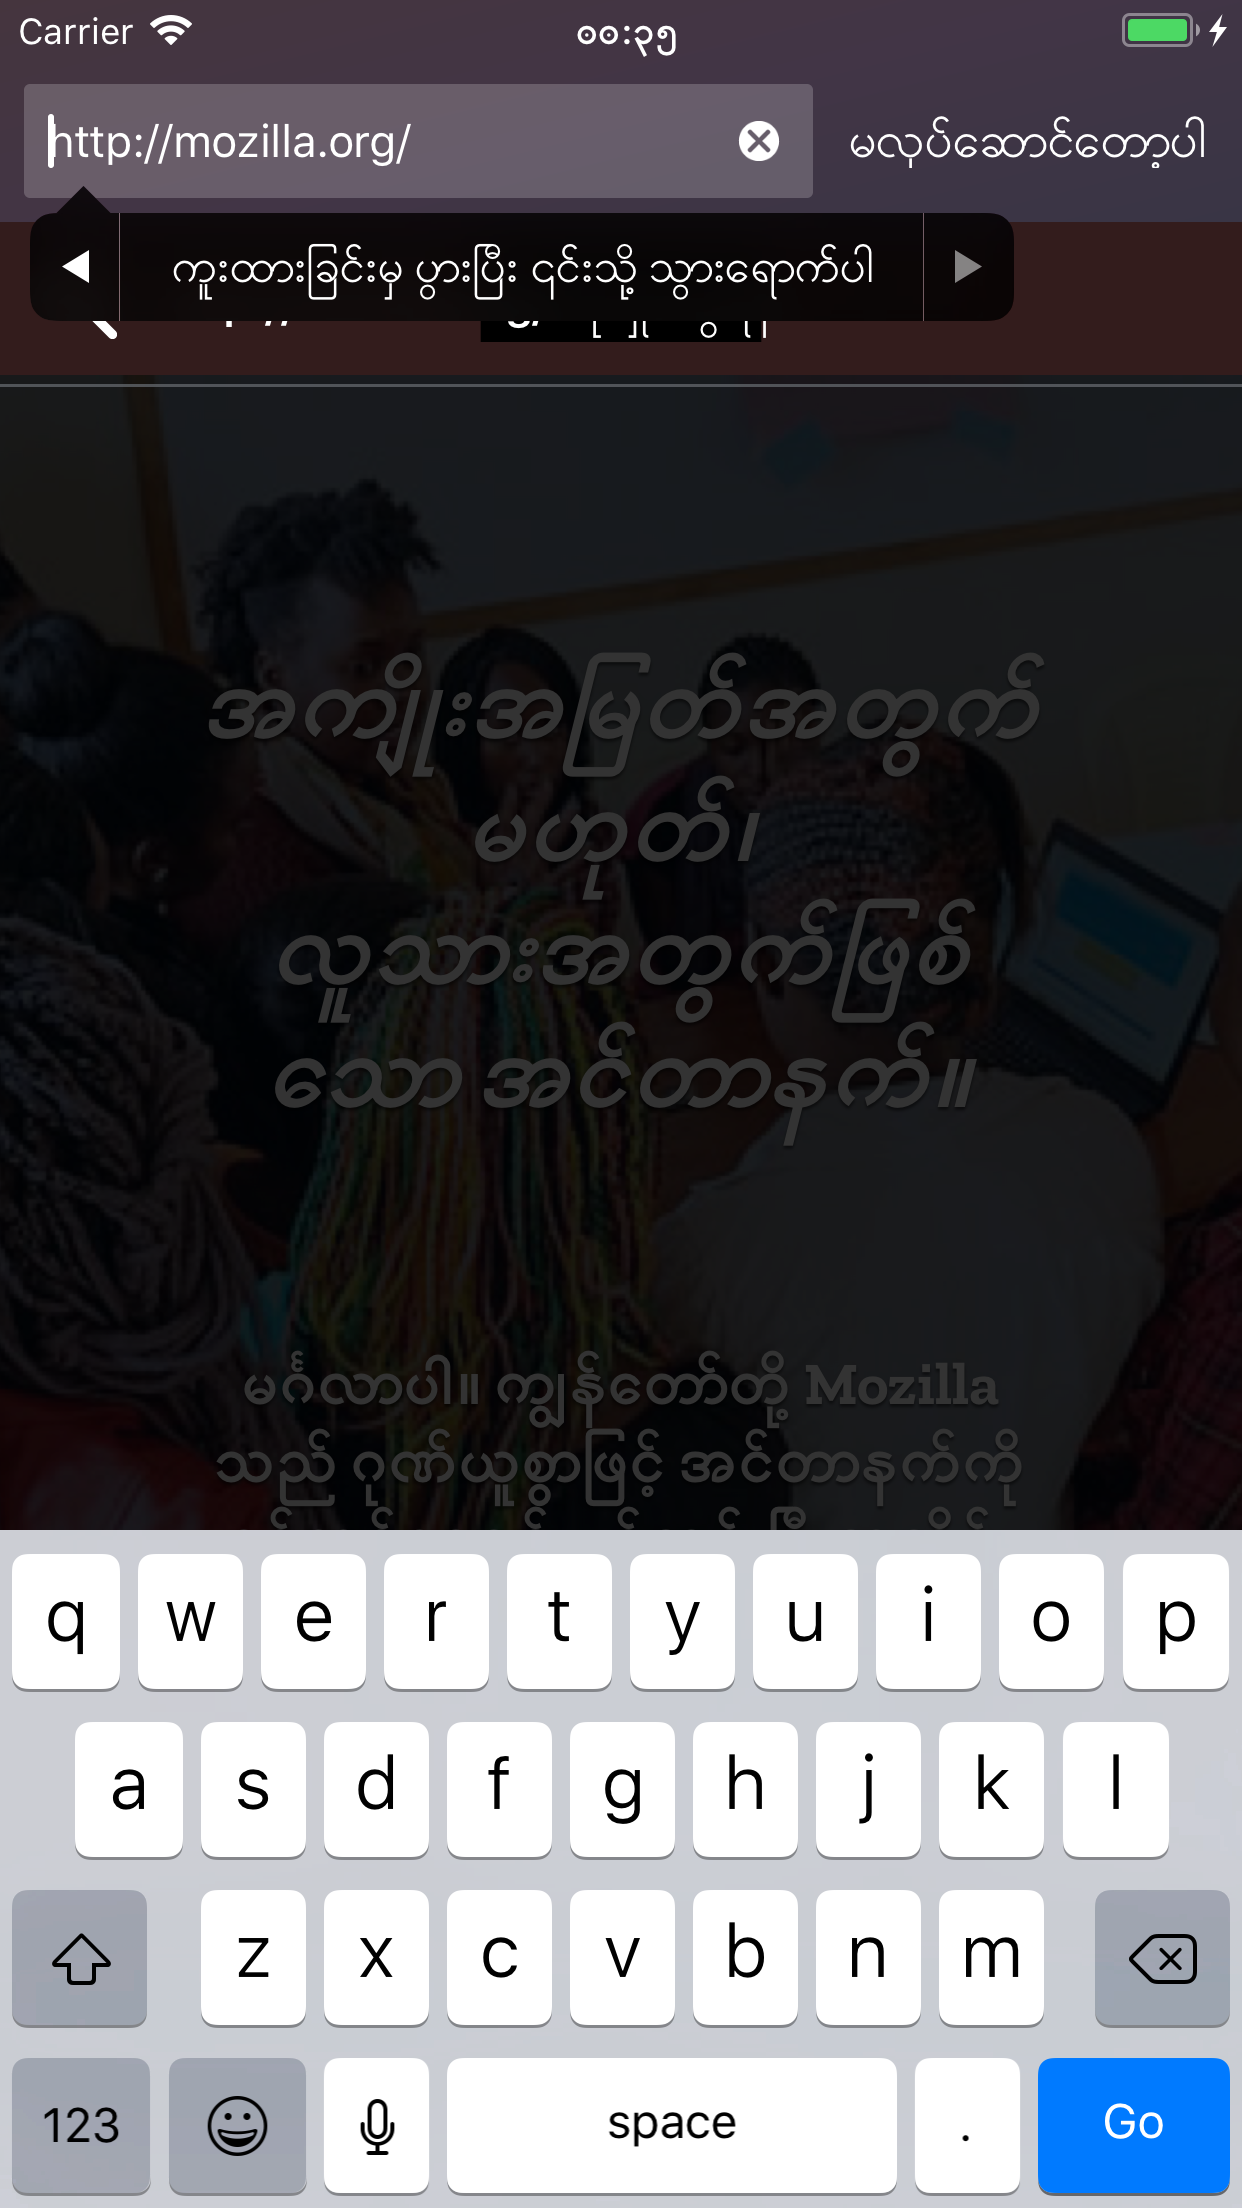 Carrier ၀၀:၃၅
http://mozilla.org/ မလုပ်ဆောင်တော့ပါ
ကူးထားခြင်းမှ ပွားပြီး ၎င်းသို့ သွားရောက်ပါ
အကျိုးအမြတ်အတွက်
မဟုတ်၊
လူသားအတွက်ဖြစ်
သော အင်တာနက်။
မင်္ဂလာပါ။ ကျွန်တော်တို့ Mozilla
သည် ဂုဏ်ယူစွာဖြင့် အင်တာနက်ကို
q w e r t y u i o p
a s d f g h j k l
z x c v b n m
123 space . Go